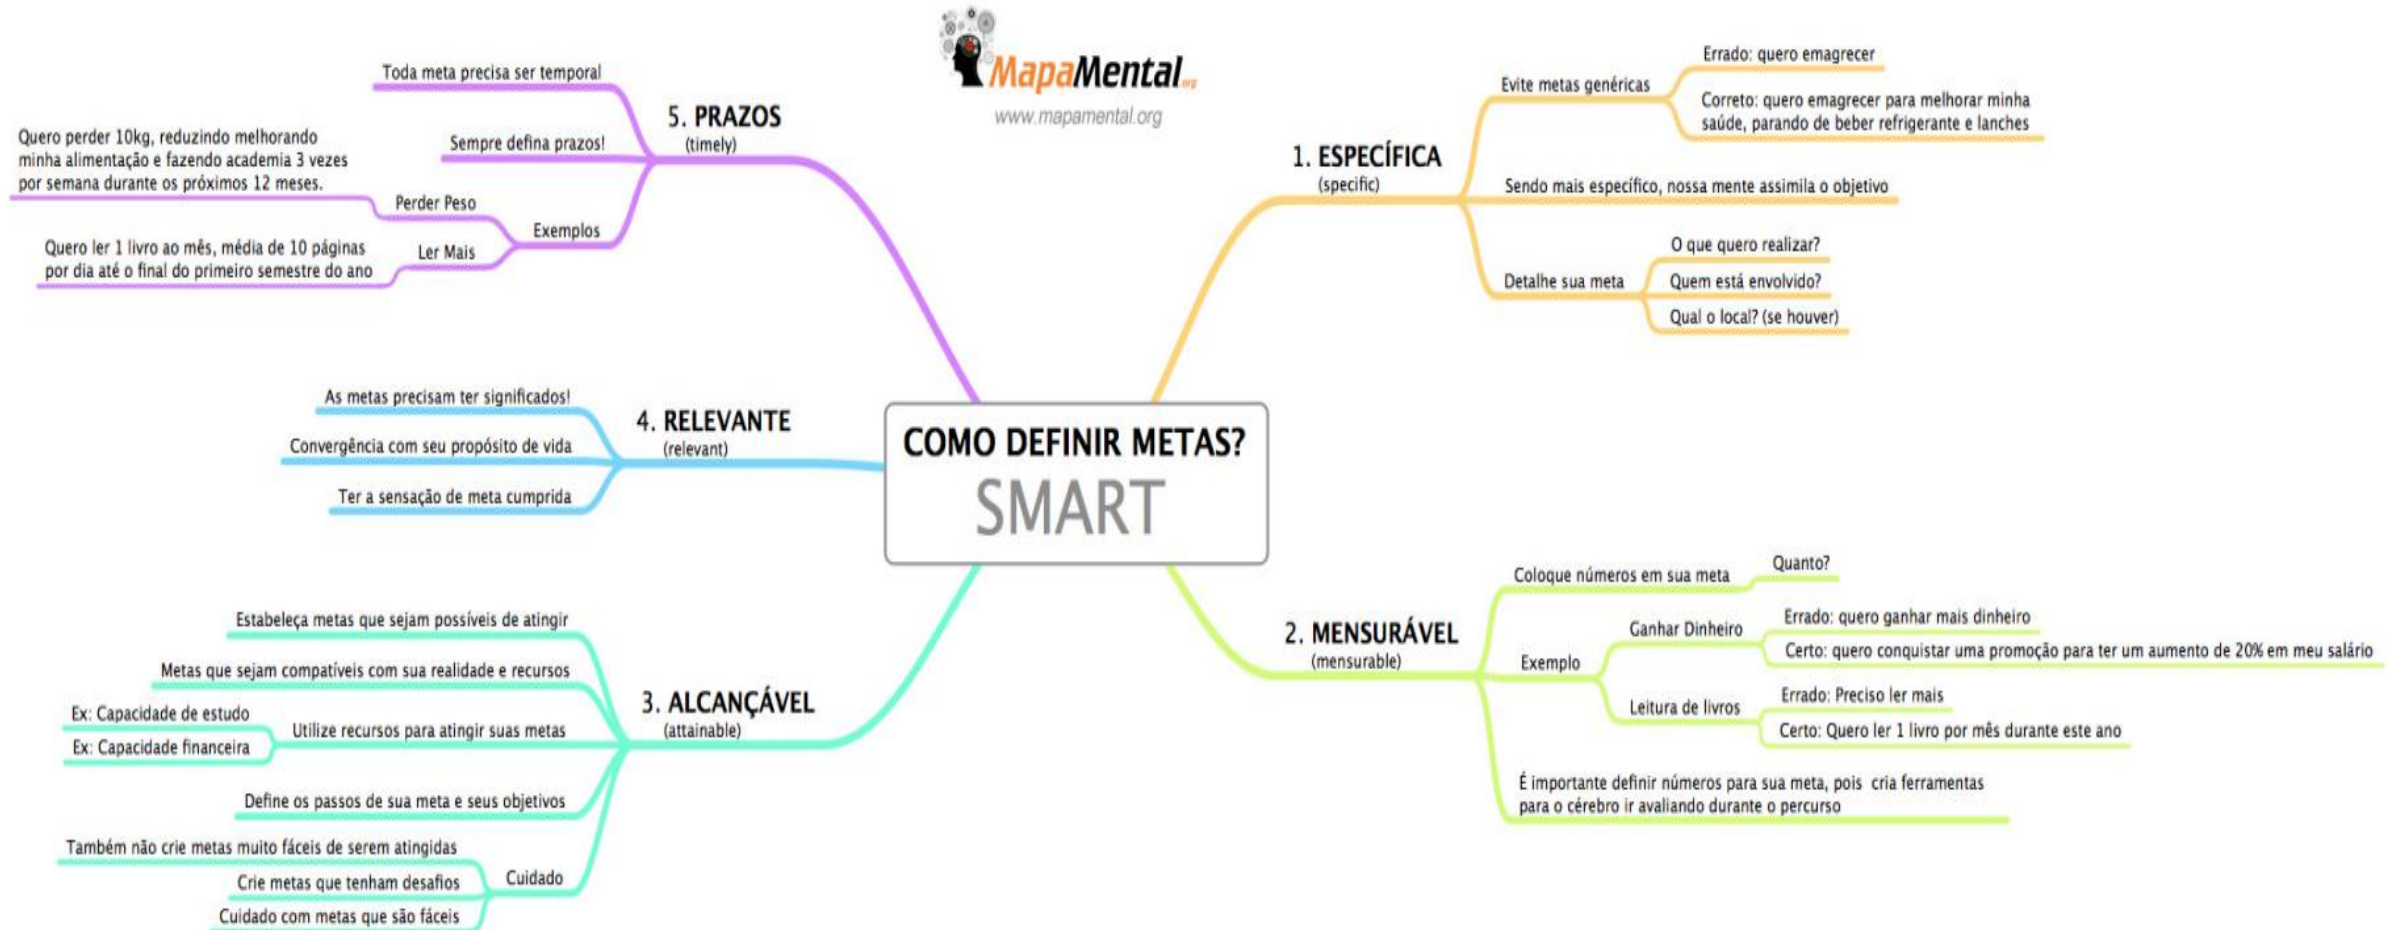 MapaMental.org
www.mapamental.org
COMO DEFINIR METAS?
SMART
1. ESPECÍFICA
(specific)
Evite metas genéricas
Errado: quero emagrecer
Correto: quero emagrecer para melhorar minha
saúde, parando de beber refrigerante e lanches
Sendo mais específico, nossa mente assimila o objetivo
Detalhe sua meta
O que quero realizar?
Quem está envolvido?
Qual o local? (se houver)
2. MENSURÁVEL
(mensurable)
Coloque números em sua meta
Quanto?
Exemplo
Ganhar Dinheiro
Errado: quero ganhar mais dinheiro
Certo: quero conquistar uma promoção para ter um aumento de 20% em meu salário
Leitura de livros
Errado: Preciso ler mais
Certo: Quero ler 1 livro por mês durante este ano
É importante definir números para sua meta, pois cria ferramentas
para o cérebro ir avaliando durante o percurso
3. ALCANÇÁVEL
(attainable)
Estabeleça metas que sejam possíveis de atingir
Metas que sejam compatíveis com sua realidade e recursos
Utilize recursos para atingir suas metas
Ex: Capacidade de estudo
Ex: Capacidade financeira
Define os passos de sua meta e seus objetivos
Cuidado
Também não crie metas muito fáceis de serem atingidas
Crie metas que tenham desafios
Cuidado com metas que são fáceis
4. RELEVANTE
(relevant)
As metas precisam ter significados!
Convergência com seu propósito de vida
Ter a sensação de meta cumprida
5. PRAZOS
(timely)
Toda meta precisa ser temporal
Sempre defina prazos!
Exemplos
Perder Peso
Quero perder 10kg, reduzindo melhorando
minha alimentação e fazendo academia 3 vezes
por semana durante os próximos 12 meses.
Ler Mais
Quero ler 1 livro ao mês, média de 10 páginas
por dia até o final do primeiro semestre do ano